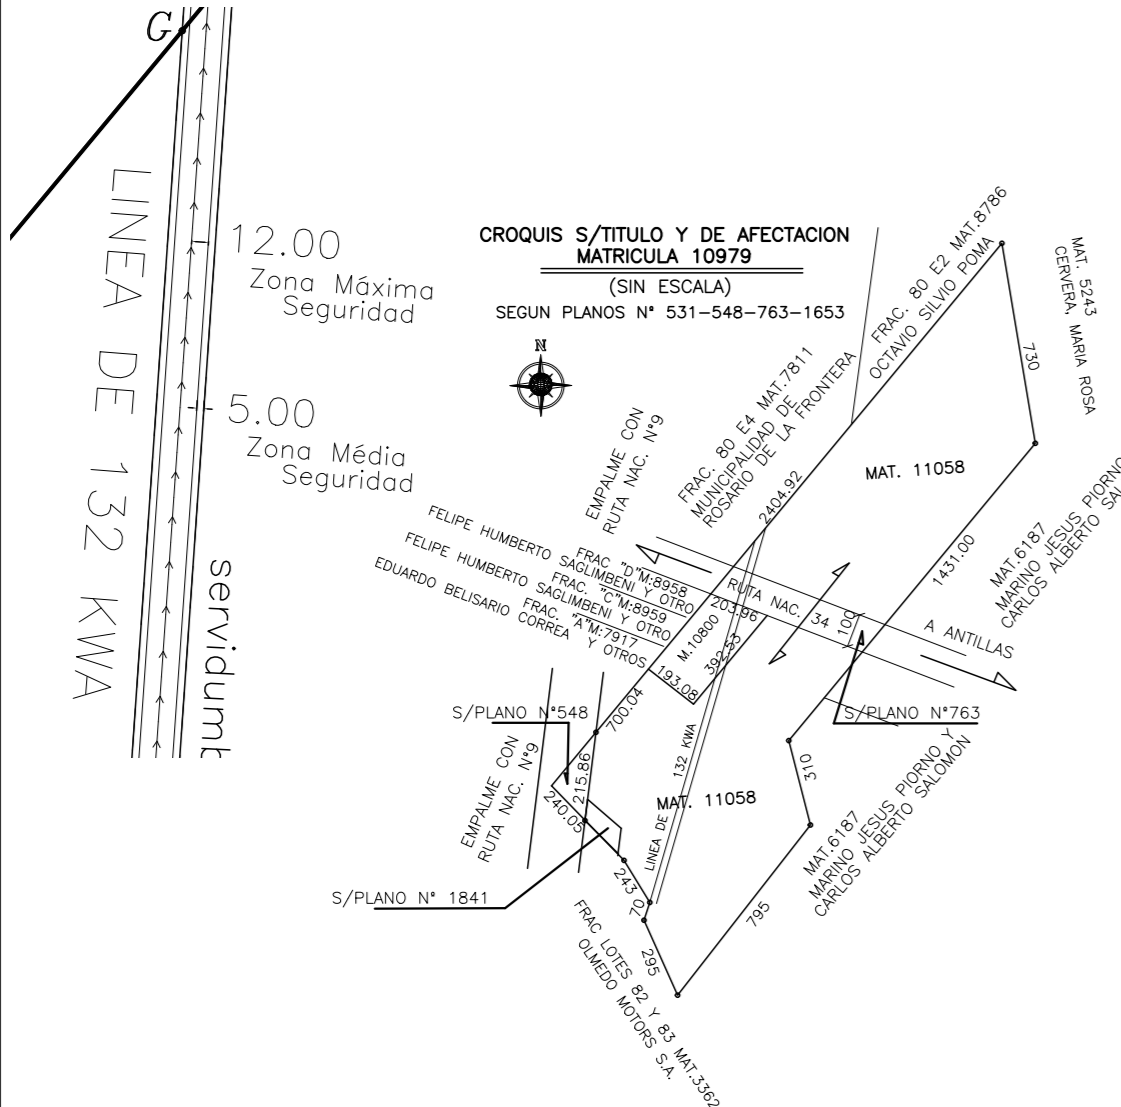 G
LINEA DE 132 KWA
12.00
Zona Máxima
Seguridad
5.00
Zona Média
Seguridad
CROQUIS S/TITULO Y DE AFECTACION
MATRICULA 10979
(SIN ESCALA)
SEGUN PLANOS N° 531-548-763-1653
N
FRAC. 80 E2 MAT.8786
OCTAVIO SILVIO POMA
MAT. 5243
CERVERA, MARIA ROSA
730
FRAC. 80 E4 MAT.7811
MUNICIPALIDAD DE
ROSARIO DE LA FRONTERA
EMPALME CON
RUTA NAC. N°9
2404.92
MAT. 11058
1431.00
MAT.6187
MARINO JESUS PIORNO
FELIPE HUMBERTO
SAGLIMBENI Y OTRO
FRAC "D"M:8958
FELIPE HUMBERTO
SAGLIMBENI Y OTRO
FRAC. "C"M:8959
EDUARDO BELISARIO
CORREA Y OTROS
FRAC. "A"M:7917
RUTA NAC. 34
203.96
100
A ANTILLAS
M.10800
392.53
193.08
700.04
S/PLANO N°548
S/PLANO N°763
EMPALME CON
RUTA NAC. N°9
215.86
240.05
LINEA DE 132 KWA
MAT. 11058
310
MAT.6187
MARINO JESUS PIORNO Y
CARLOS ALBERTO SALOMON
S/PLANO N° 1841
243
70
295
795
FRAC LOTES 82 Y 83 MAT.3362
OLMEDO MOTORS S.A.
CARLOS ALBERTO